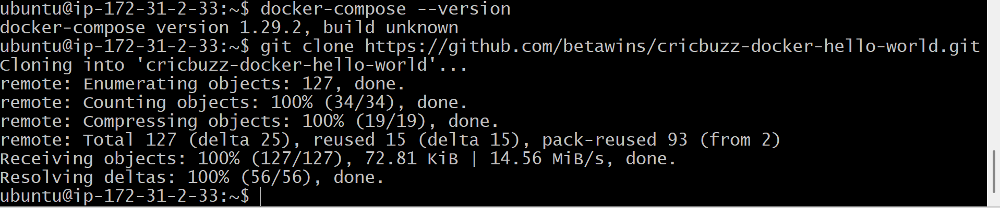 ubuntu@ip-172-31-2-33:~$ docker-compose --version
docker-compose version 1.29.2, build unknown
ubuntu@ip-172-31-2-33:~$ git clone https://github.com/betawins/cricbuzz-docker-hello-world.git
Cloning into 'cricbuzz-docker-hello-world'...
remote: Enumerating objects: 127, done.
remote: Counting objects: 100% (34/34), done.
remote: Compressing objects: 100% (19/19), done.
remote: Total 127 (delta 25), reused 15 (delta 15), pack-reused 93 (from 2)
Receiving objects: 100% (127/127), 72.81 KiB | 14.56 MiB/s, done.
Resolving deltas: 100% (56/56), done.
ubuntu@ip-172-31-2-33:~$